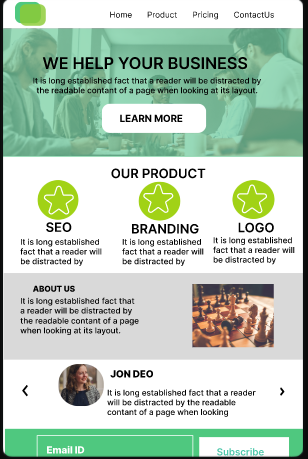 Home Product Pricing ContactUs
WE HELP YOUR BUSINESS
It is long established fact that a reader will be distracted by
the readable contant of a page when looking at its layout.
LEARN MORE
OUR PRODUCT
SEO
It is long established
fact that a reader will
be distracted by
BRANDING
It is long established
fact that a reader will
be distracted by
LOGO
It is long established
fact that a reader will
be distracted by
ABOUT US
It is long established fact that
a reader will be distracted by
the readable contant of a page
when looking at its layout.
JON DEO
It is long established fact that a reader
will be distracted by the readable
contant of a page when looking
Email ID
Subscribe